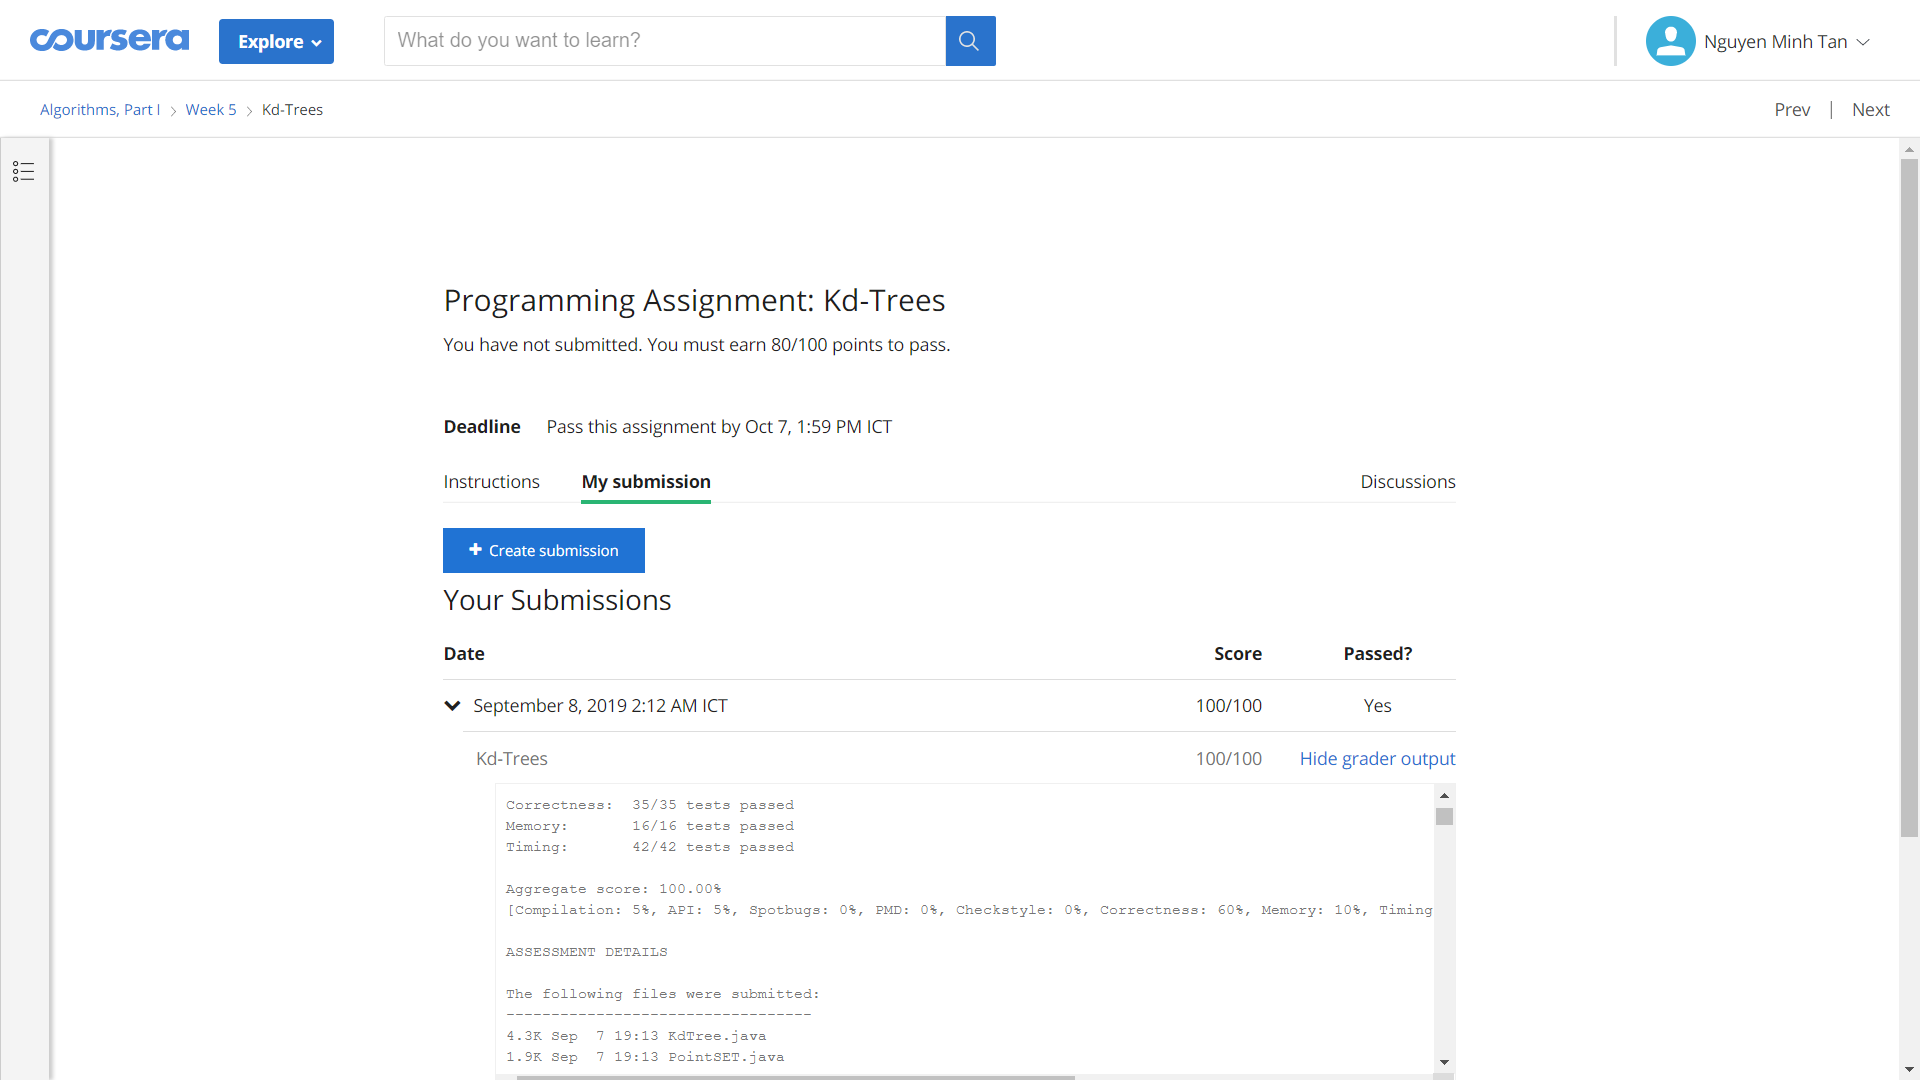 coursera Explore What do you want to learn? Nguyen Minh Tan
Algorithms, Part I > Week 5 > Kd-Trees Prev | Next
Programming Assignment: Kd-Trees
You have not submitted. You must earn 80/100 points to pass.
Deadline Pass this assignment by Oct 7, 1:59 PM ICT
Instructions My submission Discussions
+ Create submission
Your Submissions
Date Score Passed?
September 8, 2019 2:12 AM ICT 100/100 Yes
Kd-Trees 100/100 Hide grader output
Correctness: 35/35 tests passed
Memory: 16/16 tests passed
Timing: 42/42 tests passed
Aggregate score: 100.00%
[Compilation: 5%, API: 5%, Spotbugs: 0%, PMD: 0%, Checkstyle: 0%, Correctness: 60%, Memory: 10%, Timing
ASSESSMENT DETAILS
The following files were submitted:
----------------------------------
4.3K Sep 7 19:13 KdTree.java
1.9K Sep 7 19:13 PointSET.java